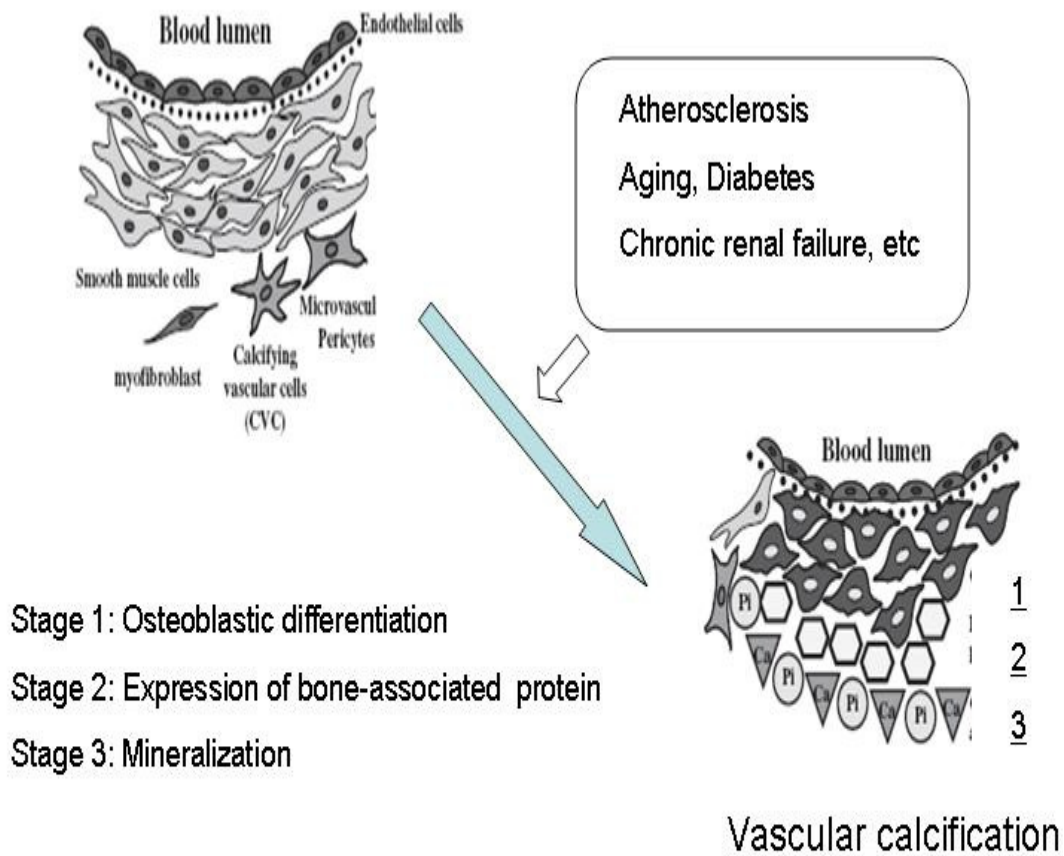 Blood lumen
Endothelial cells
Smooth muscle cells
myofibroblast
Calcifying
vascular cells
(CVC)
Microvascul
Pericytes
Atherosclerosis
Aging, Diabetes
Chronic renal failure, etc
Blood lumen
Pi
Ca
Pi
Ca
Pi
Ca
Pi
Ca
1
2
3
Stage 1: Osteoblastic differentiation
Stage 2: Expression of bone-associated protein
Stage 3: Mineralization
Vascular calcification